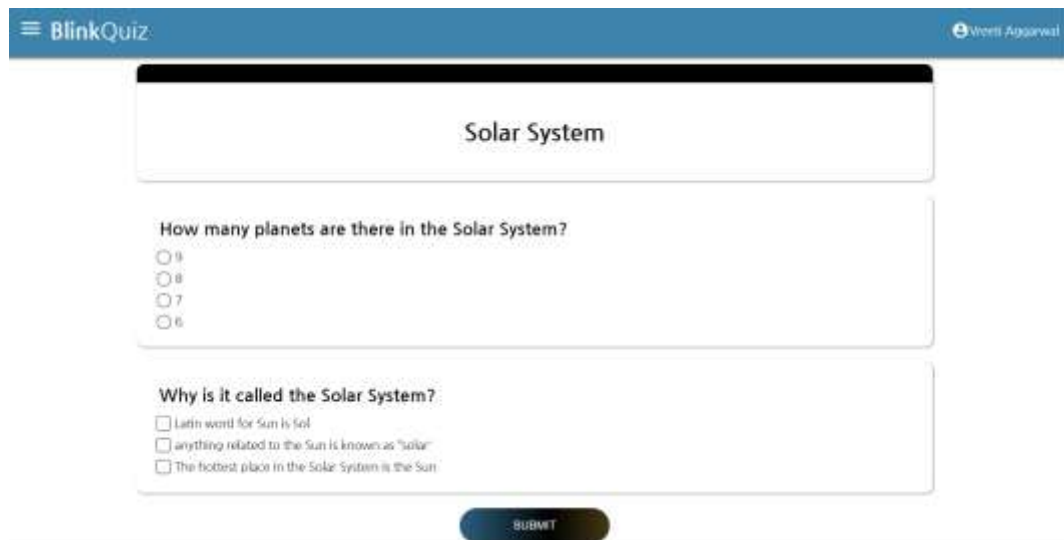 BlinkQuiz
Vreeti Aggarwal
Solar System
How many planets are there in the Solar System?
9
8
7
6
Why is it called the Solar System?
Latin word for Sun is Sol
anything related to the Sun is known as "solar"
The hottest place in the Solar System is the Sun
SUBMIT